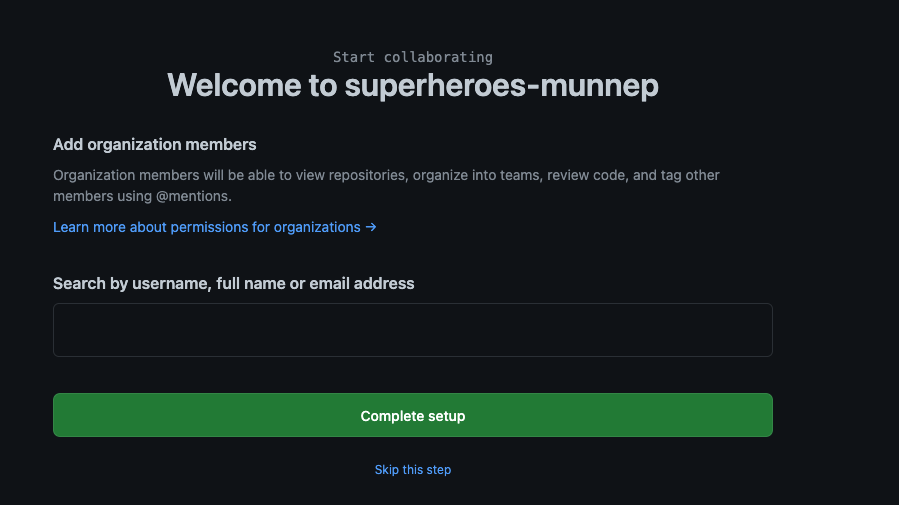 Start collaborating
Welcome to superheroes-munnep
Add organization members
Organization members will be able to view repositories, organize into teams, review code, and tag other
members using @mentions.
Learn more about permissions for organizations →
Search by username, full name or email address
Complete setup
Skip this step